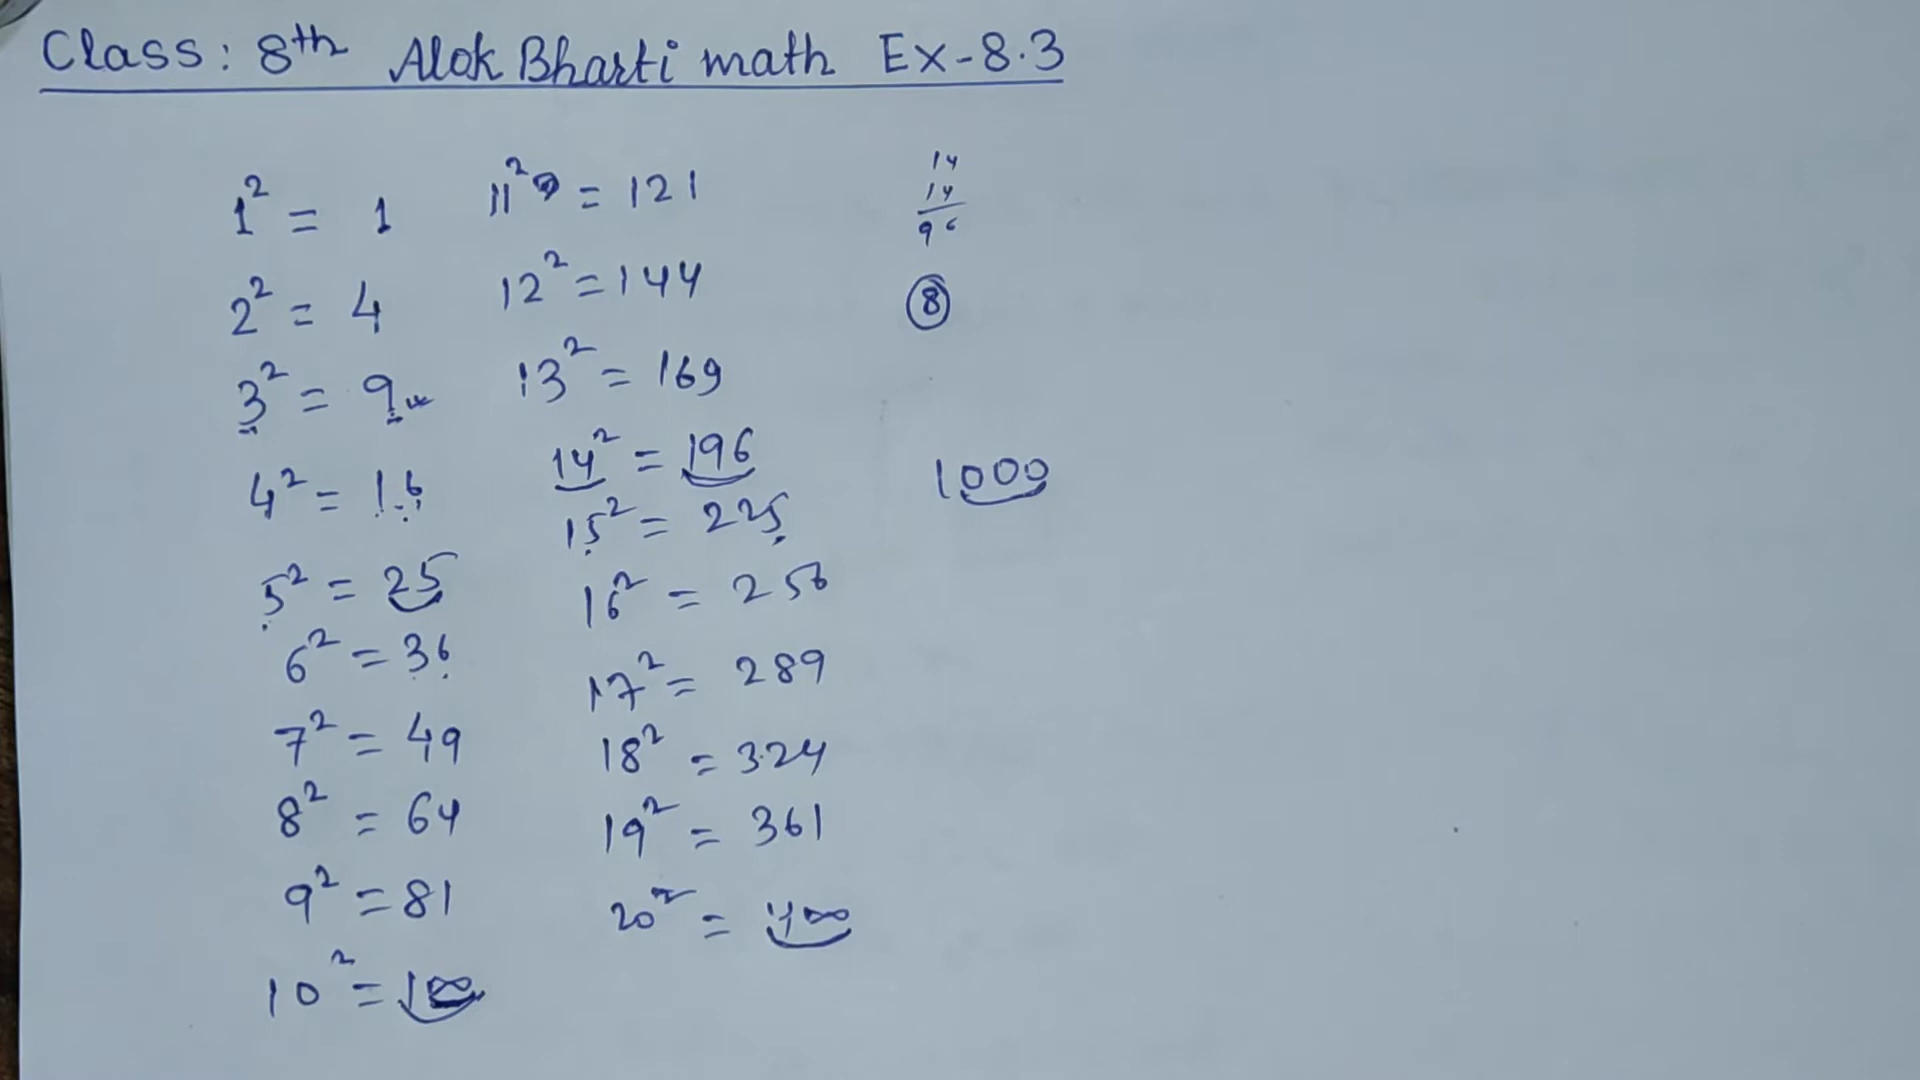 Class: 8th Alok Bharti math Ex-8.3
1² = 1
2² = 4
3² = 9
4² = 16
5² = 25
6² = 36
7² = 49
8² = 64
9² = 81
10² = 100
11² = 121
12² = 144
13² = 169
14² = 196
15² = 225
16² = 256
17² = 289
18² = 324
19² = 361
20² = 400
14
14
96
8
1000